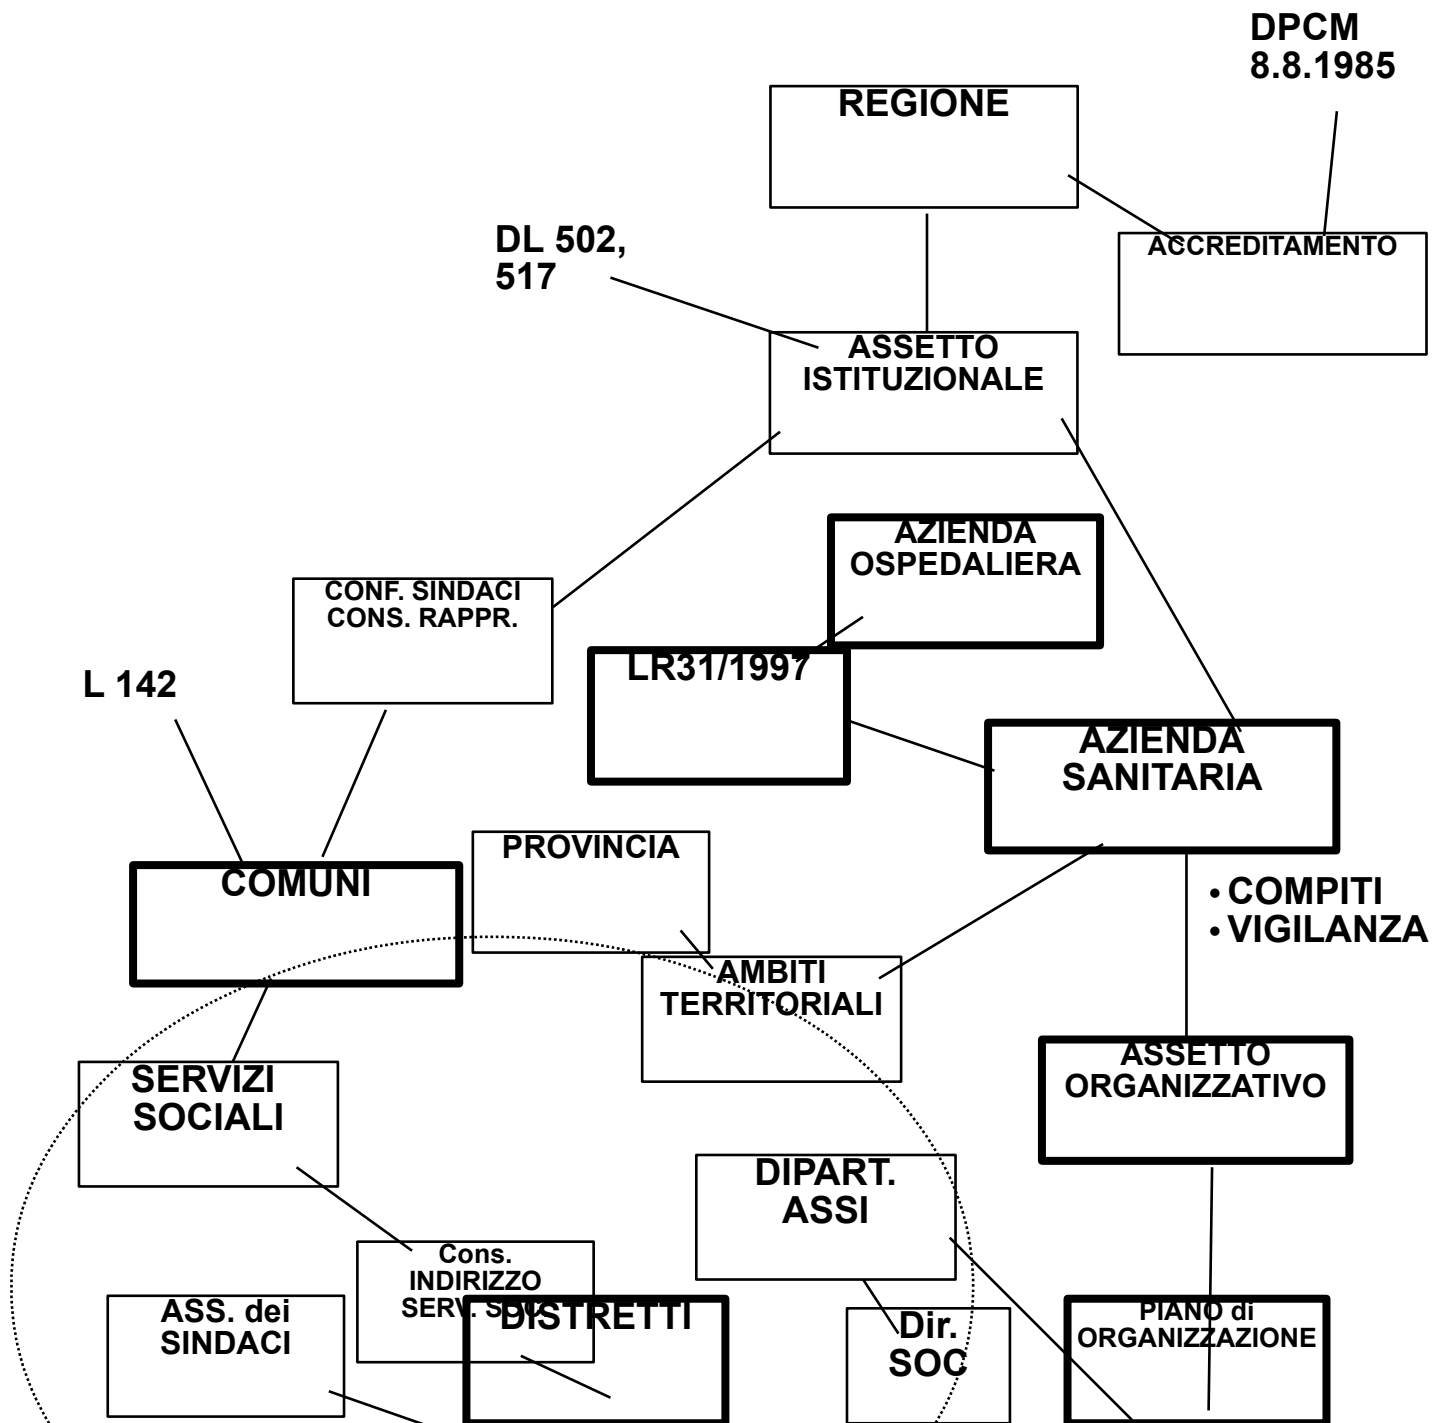 DPCM
8.8.1985
REGIONE
DL 502,
517
ACCREDITAMENTO
ASSETTO
ISTITUZIONALE
AZIENDA
OSPEDALIERA
CONF. SINDACI
CONS. RAPPR.
LR31/1997
L 142
AZIENDA
SANITARIA
PROVINCIA
COMUNI
• COMPITI
• VIGILANZA
AMBITI
TERRITORIALI
ASSETTO
ORGANIZZATIVO
SERVIZI
SOCIALI
DIPART.
ASSI
Cons.
INDIRIZZO
SERV. SOC
ASS. dei
SINDACI
DISTRETTI
Dir.
SOC
PIANO di
ORGANIZZAZIONE